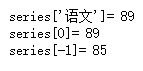 series['语文']= 89
series[0]= 89
series[-1]= 85